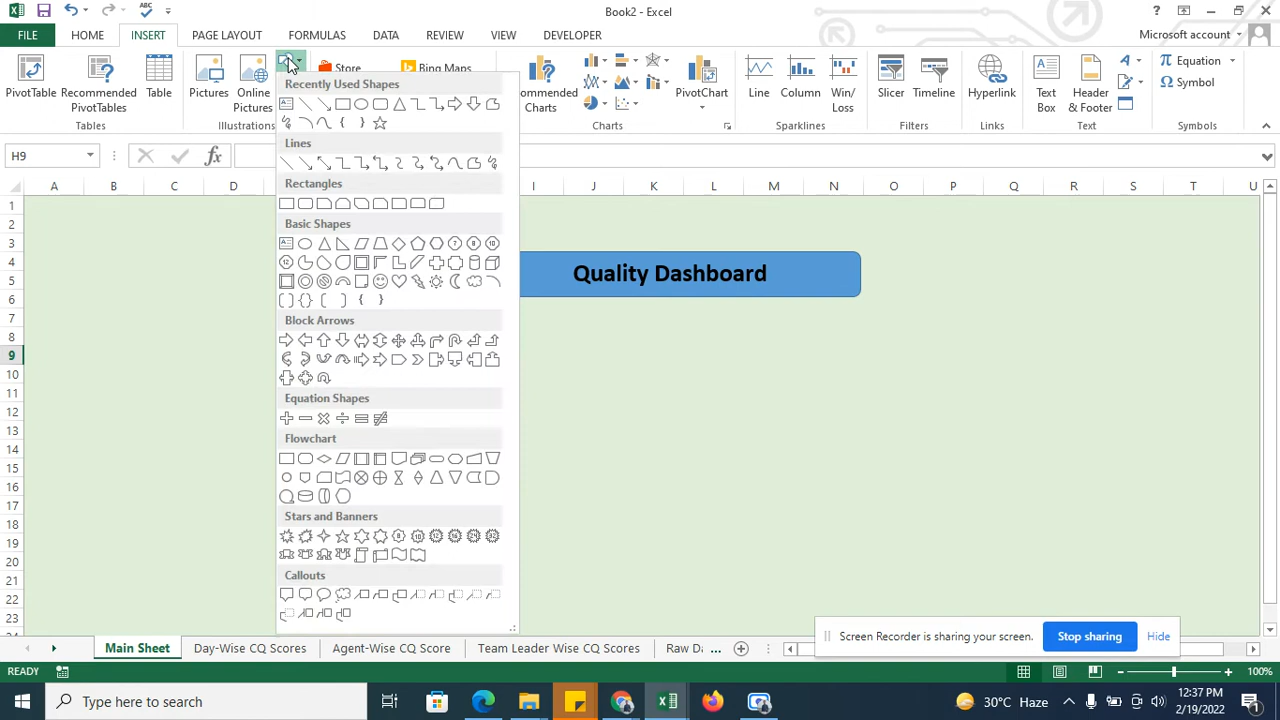 Book2 - Excel
FILE HOME INSERT PAGE LAYOUT FORMULAS DATA REVIEW VIEW DEVELOPER Microsoft account
PivotTable Recommended PivotTables Table
Tables
Pictures Online Pictures
Illustrations
Store
Bing Maps
Charts
PivotChart
Charts
Line Column Win/Loss
Sparklines
Slicer Timeline
Filters
Hyperlink
Links
Text Box Header & Footer
Text
Equation
Symbol
Symbols
H9
Recently Used Shapes
Lines
Rectangles
Basic Shapes
Block Arrows
Equation Shapes
Flowchart
Stars and Banners
Callouts
A B C D I J K L M N O P Q R S T U
1
2
3
4
5
6
7
8
9
10
11
12
13
14
15
16
17
18
19
20
21
22
23
Quality Dashboard
Screen Recorder is sharing your screen. Stop sharing Hide
Main Sheet Day-Wise CQ Scores Agent-Wise CQ Score Team Leader Wise CQ Scores Raw Da ...
READY 100%
Type here to search
30°C Haze
12:37 PM
2/19/2022